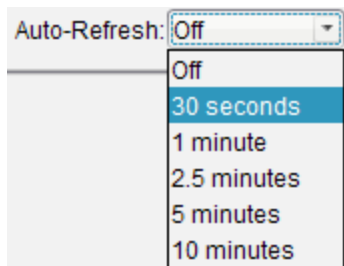 Auto-Refresh: Off
Off
30 seconds
1 minute
2.5 minutes
5 minutes
10 minutes